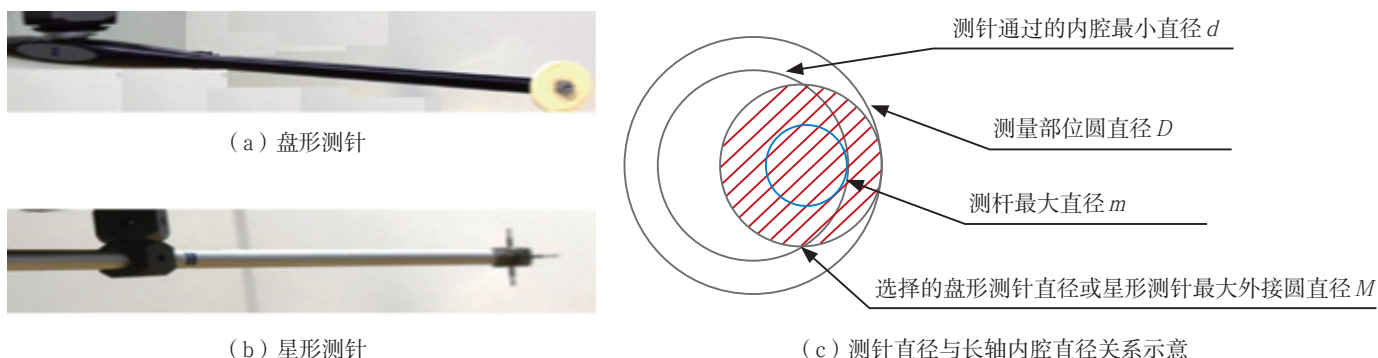 测针通过的内腔最小直径 d
测量部位圆直径 D
(a)盘形测针
测杆最大直径 m
选择的盘形测针直径或星形测针最大外接圆直径 M
(b)星形测针
(c)测针直径与长轴内腔直径关系示意